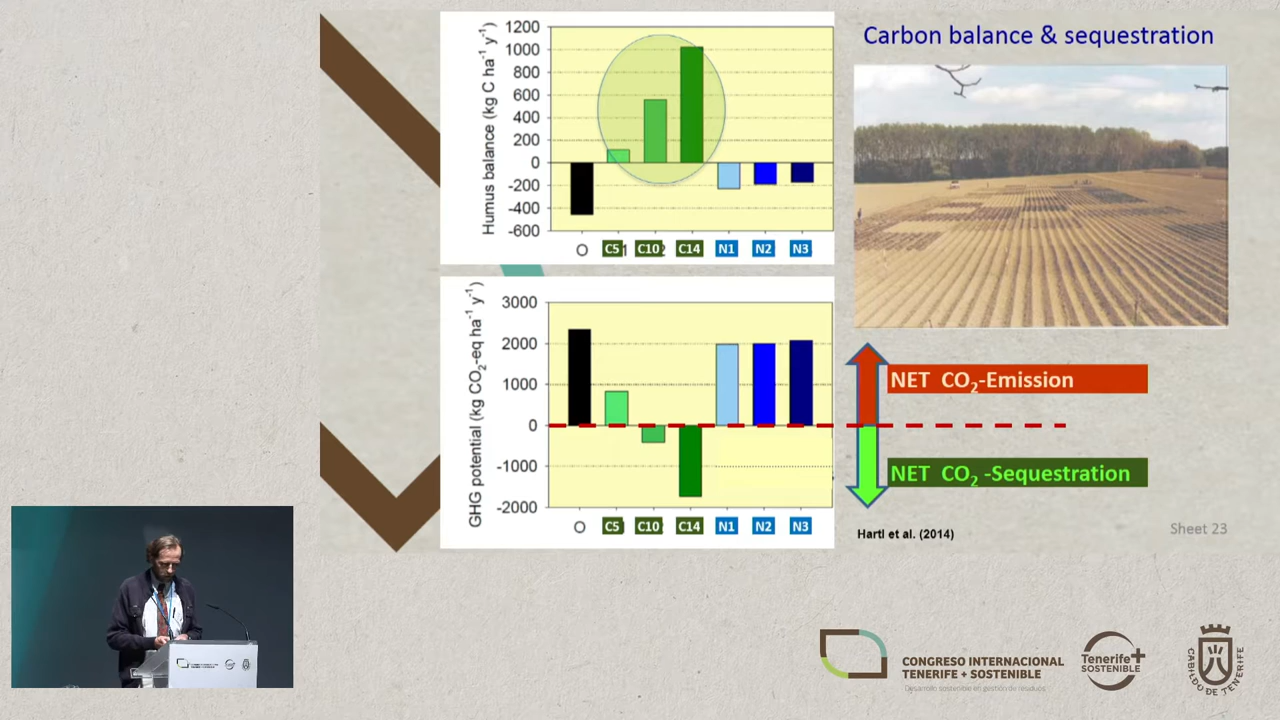 Carbon balance & sequestration
Humus balance (kg C ha⁻¹ y⁻¹)
1200
1000
800
600
400
200
0
-200
-400
-600
O C5 C10 C14 N1 N2 N3
GHG potential (kg CO₂-eq ha⁻¹ y⁻¹)
3000
2000
1000
0
-1000
-2000
O C5 C10 C14 N1 N2 N3
NET CO₂-Emission
NET CO₂ -Sequestration
Hartl et al. (2014)
Sheet 23
CONGRESO INTERNACIONAL
TENERIFE + SOSTENIBLE
Desarrollo sostenible en gestión de residuos
Tenerife+
SOSTENIBLE
CABILDO DE TENERIFE